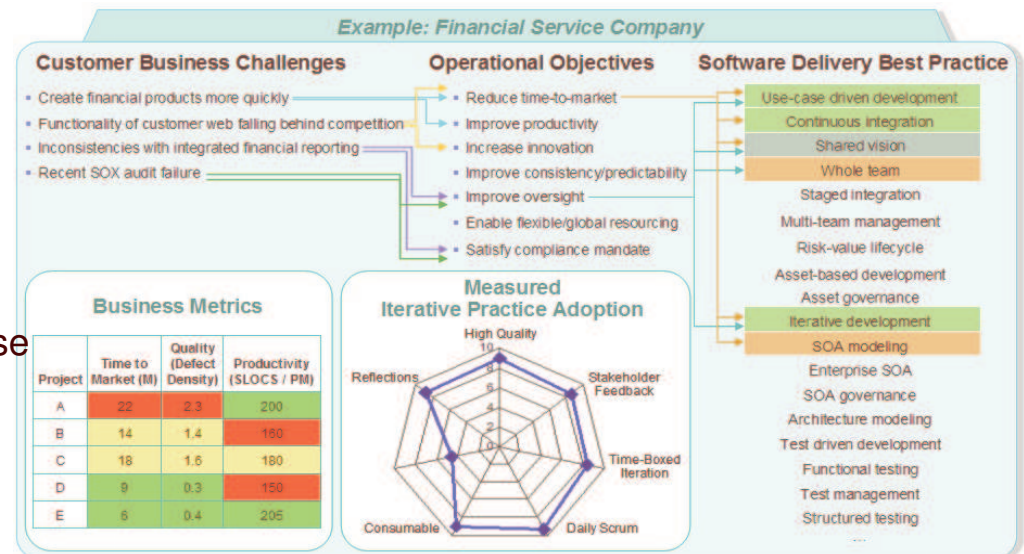 Example: Financial Service Company
Customer Business Challenges
Create financial products more quickly
Functionality of customer web falling behind competition
Inconsistencies with integrated financial reporting
Recent SOX audit failure
Operational Objectives
Reduce time-to-market
Improve productivity
Increase innovation
Improve consistency/predictability
Improve oversight
Enable flexible/global resourcing
Satisfy compliance mandate
Software Delivery Best Practice
Use-case driven development
Continuous integration
Shared vision
Whole team
Staged integration
Multi-team management
Risk-value lifecycle
Asset-based development
Asset governance
Iterative development
SOA modeling
Enterprise SOA
SOA governance
Architecture modeling
Test driven development
Functional testing
Test management
Structured testing
...
se
Business Metrics
Project Time to Market (M) Quality (Defect Density) Productivity (SLOCS / PM)
A 22 2.3 200
B 14 1.4 160
C 18 1.6 180
D 9 0.3 150
E 6 0.4 205
Measured
Iterative Practice Adoption
High Quality
10
8
6
4
2
0
Reflections
Stakeholder
Feedback
Time-Boxed
Iteration
Consumable
Daily Scrum